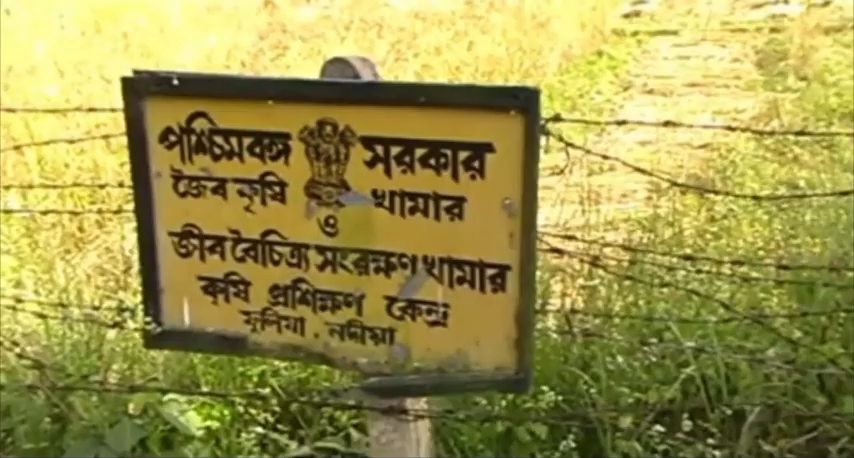 পশ্চিমবঙ্গ সরকার
জৈব কৃষি খামার
ও
জীব বৈচিত্র্য সংরক্ষণ খামার
কৃষি প্রশিক্ষণ কেন্দ্র
ফুলিয়া . নদীয়া